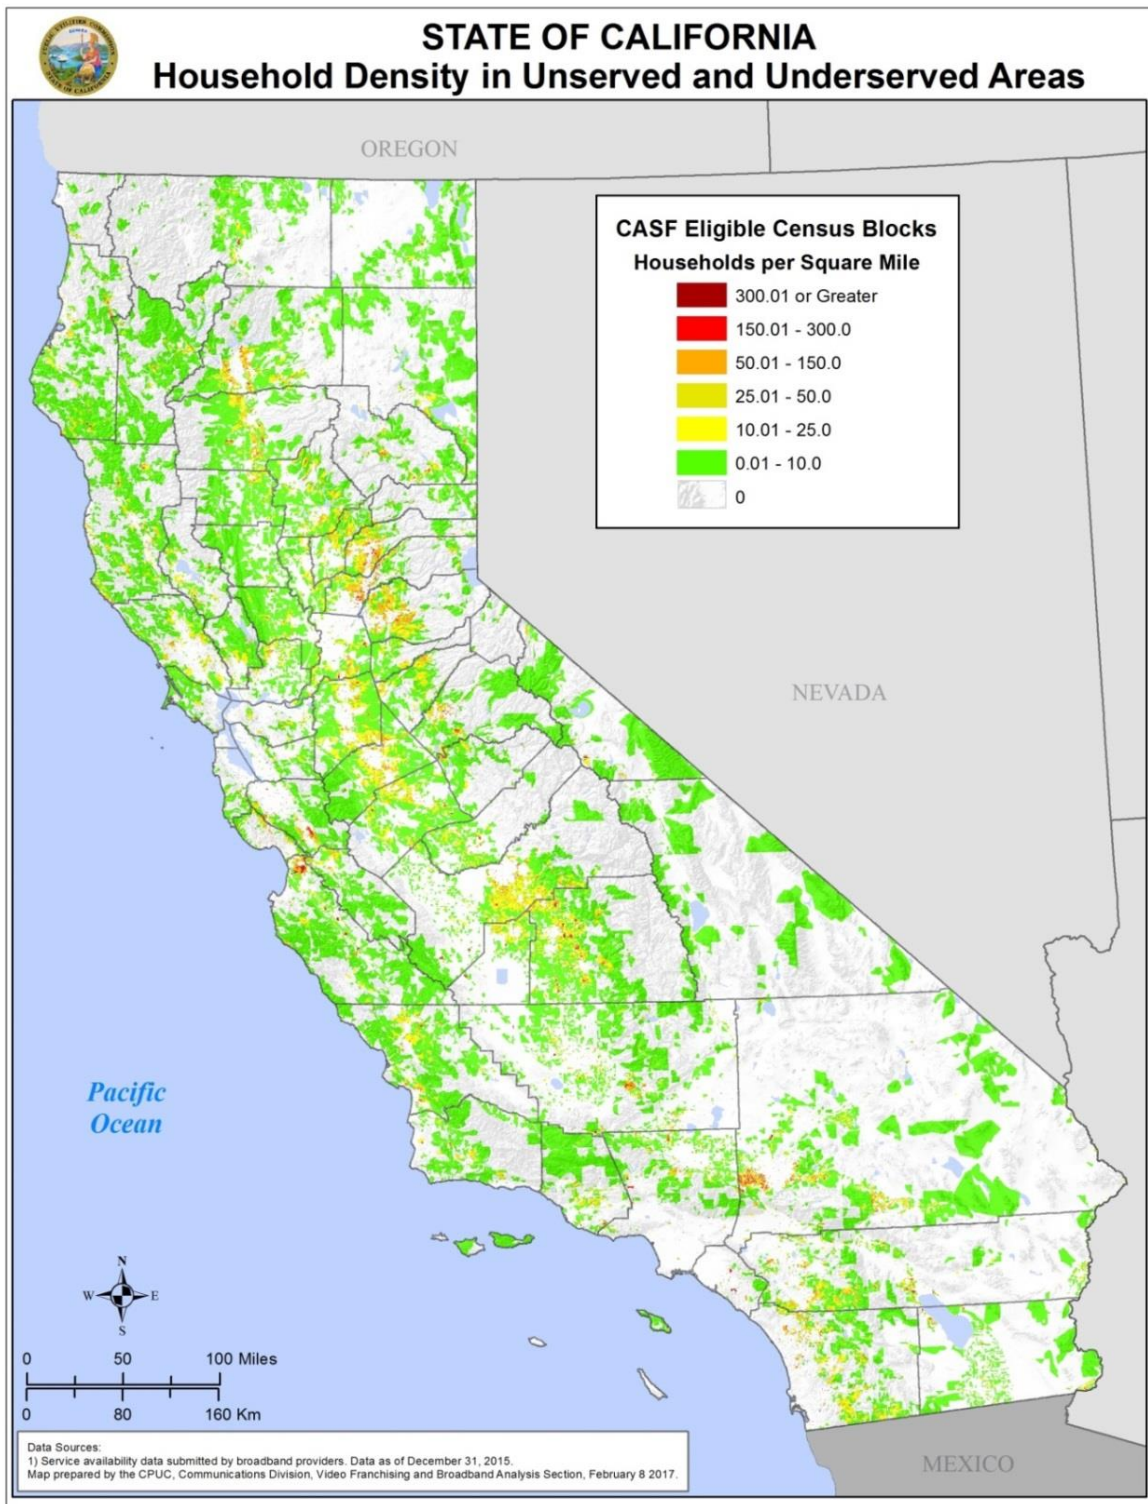 STATE OF CALIFORNIA
Household Density in Unserved and Underserved Areas
OREGON
CASF Eligible Census Blocks
Households per Square Mile
300.01 or Greater
150.01 - 300.0
50.01 - 150.0
25.01 - 50.0
10.01 - 25.0
0.01 - 10.0
0
NEVADA
Pacific
Ocean
N
W E
S
0 50 100 Miles
0 80 160 Km
Data Sources:
1) Service availability data submitted by broadband providers. Data as of December 31, 2015.
Map prepared by the CPUC, Communications Division, Video Franchising and Broadband Analysis Section, February 8 2017.
MEXICO